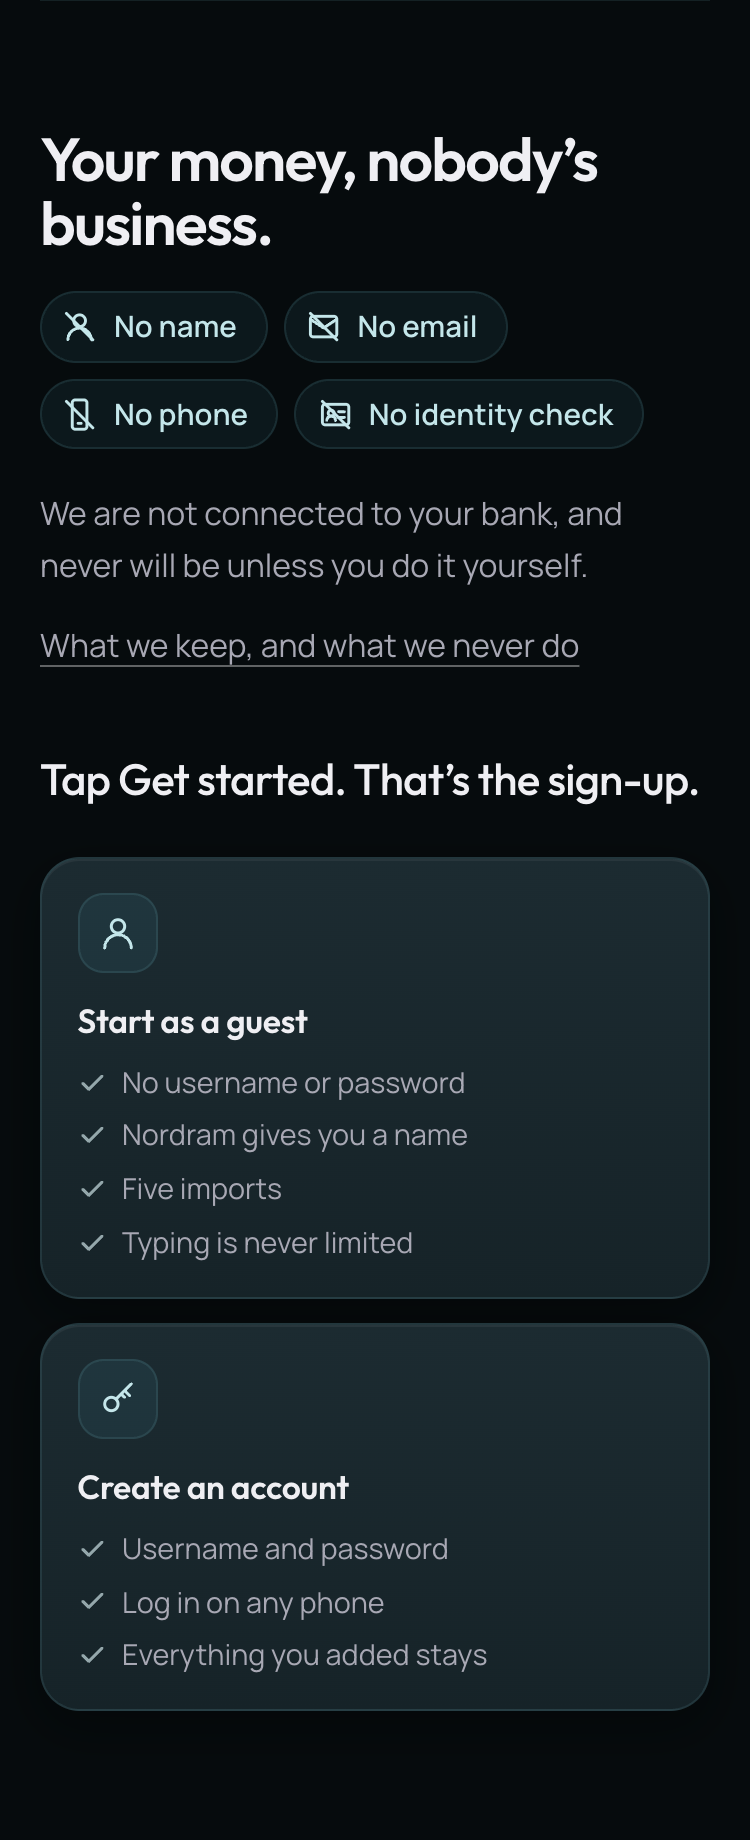 Your money, nobody’s
business.
No name
No email
No phone
No identity check
We are not connected to your bank, and
never will be unless you do it yourself.
What we keep, and what we never do
Tap Get started. That’s the sign-up.
Start as a guest
No username or password
Nordram gives you a name
Five imports
Typing is never limited
Create an account
Username and password
Log in on any phone
Everything you added stays